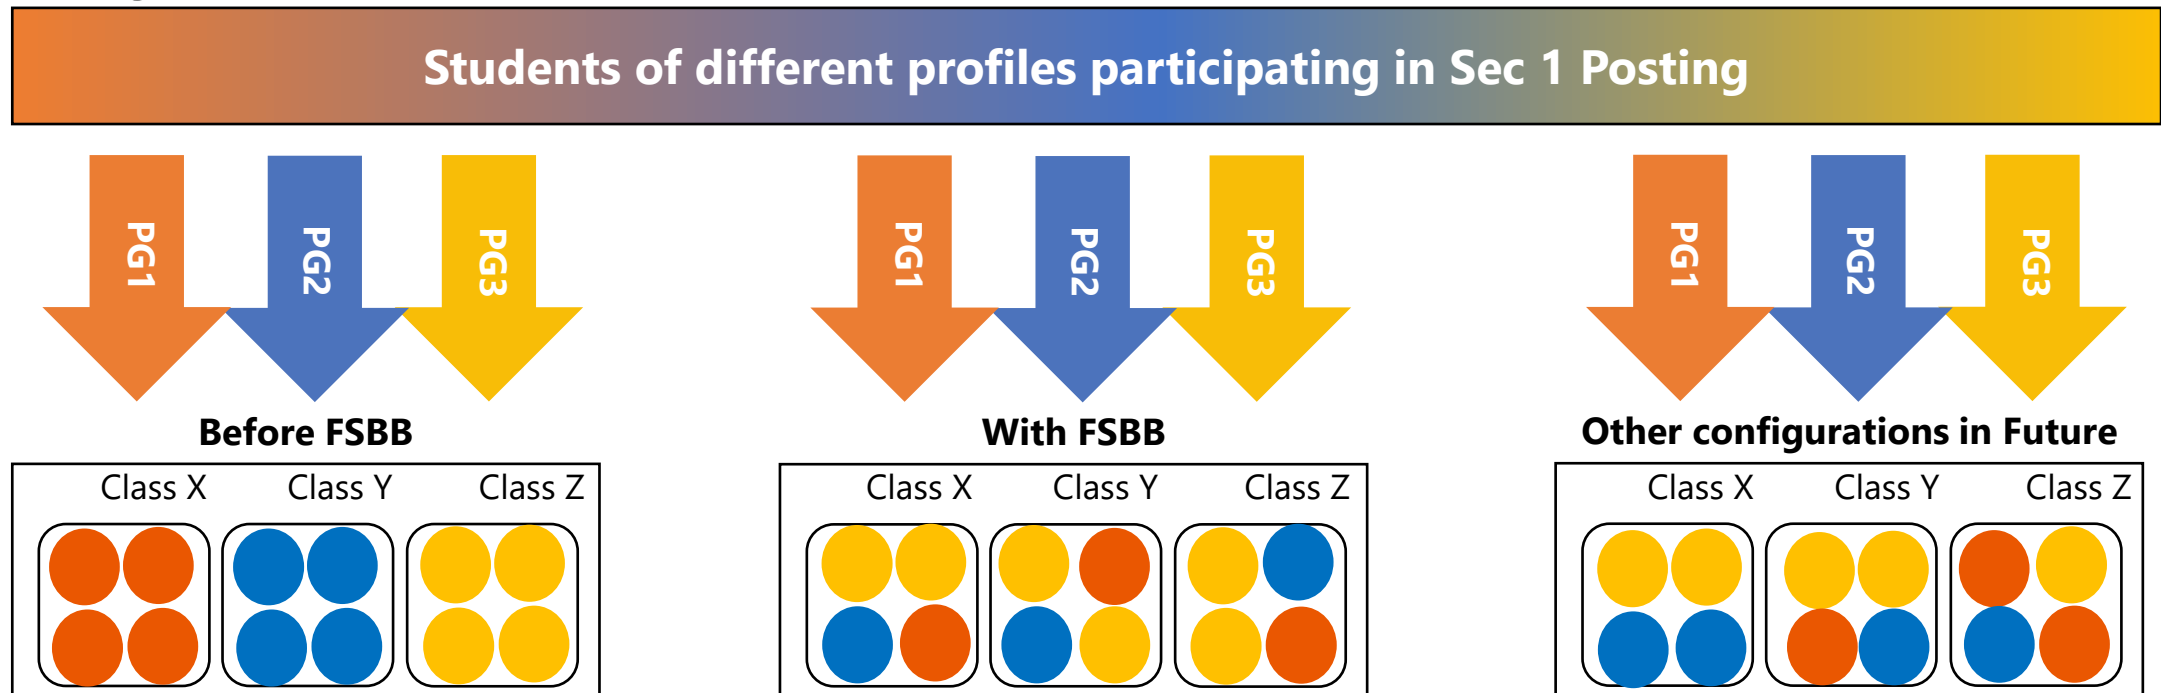 Students of different profiles participating in Sec 1 Posting
PG1
PG2
PG3
PG1
PG2
PG3
PG1
PG2
PG3
Before FSBB
With FSBB
Other configurations in Future
Class X
Class Y
Class Z
Class X
Class Y
Class Z
Class X
Class Y
Class Z